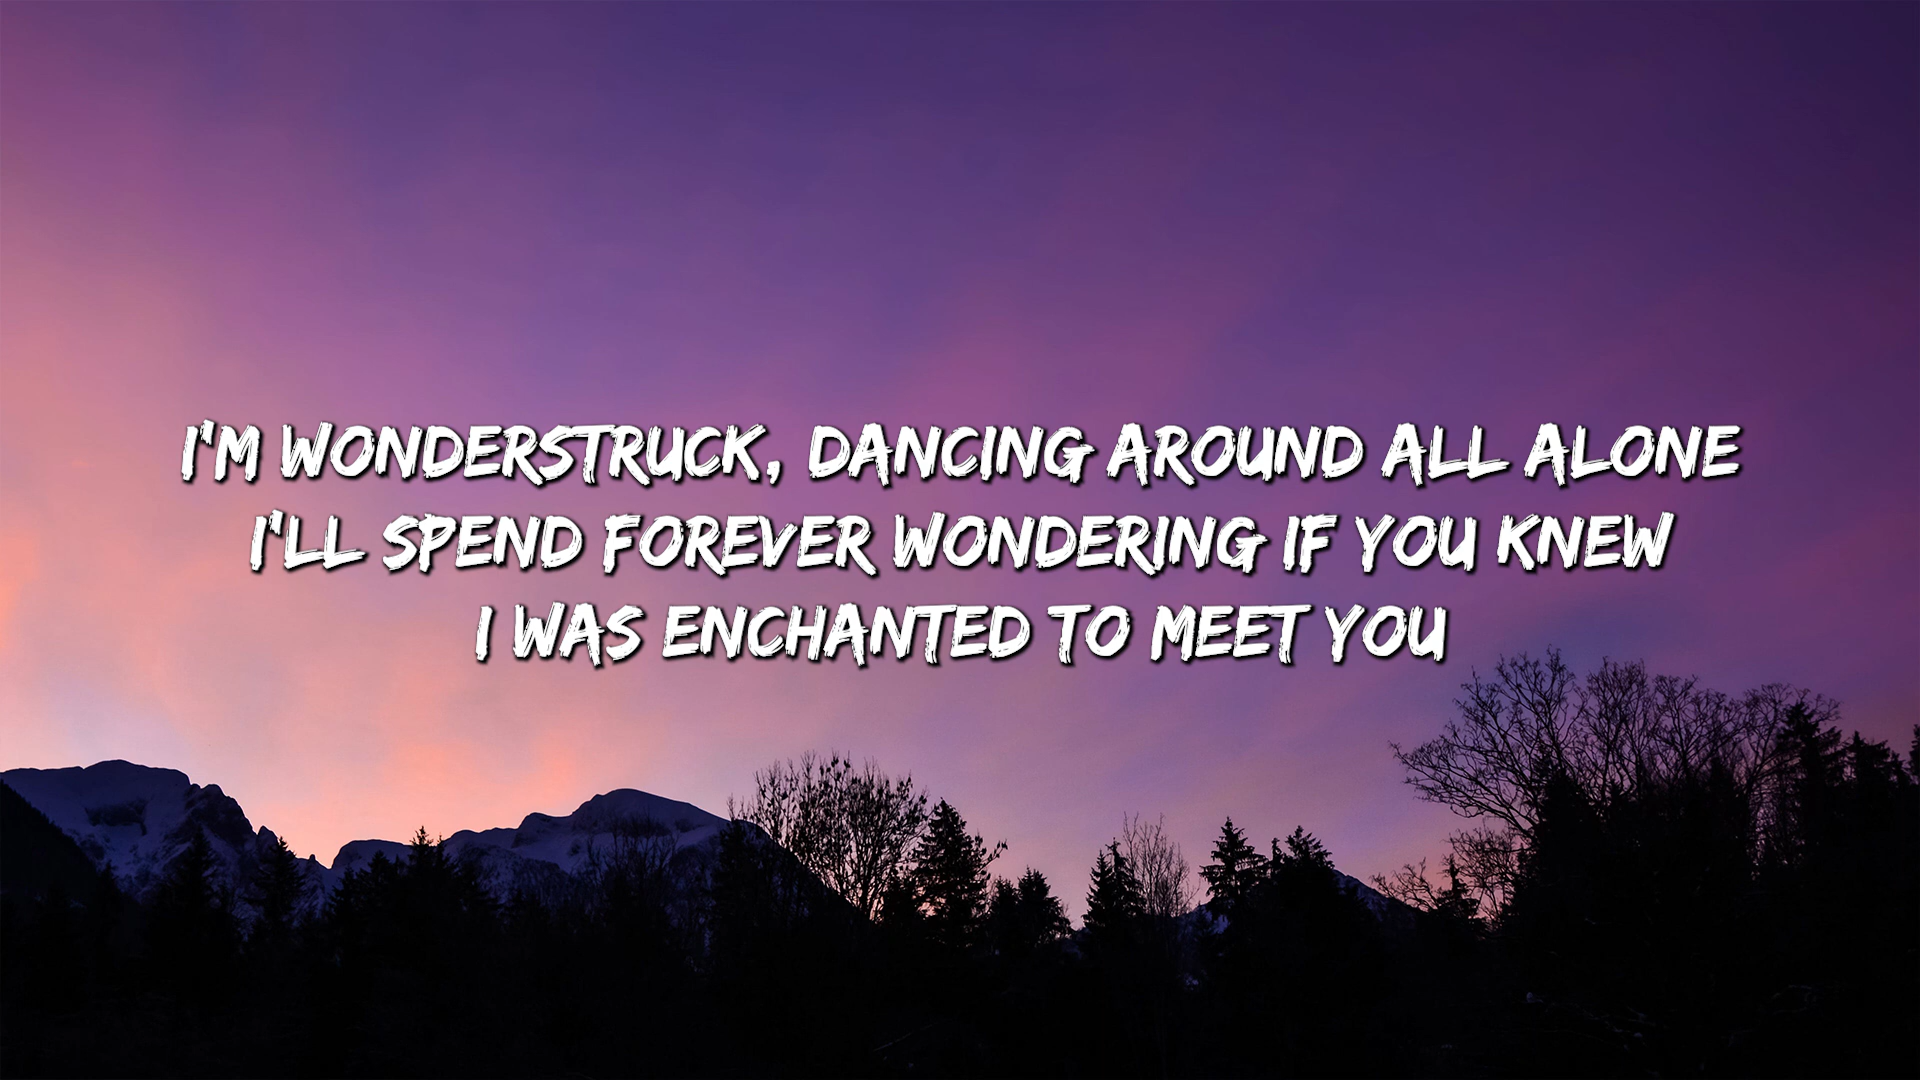 I'M WONDERSTRUCK, DANCING AROUND ALL ALONE
I'LL SPEND FOREVER WONDERING IF YOU KNEW
I WAS ENCHANTED TO MEET YOU